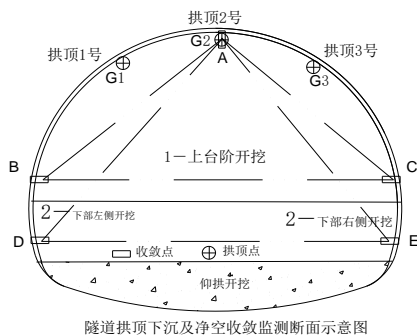 拱顶2号
拱顶1号
G2
拱顶3号
G1
A
G3
B
1-上台阶开挖
C
2-下部左侧开挖
2-下部右侧开挖
D
收敛点
拱顶点
E
仰拱开挖
隧道拱顶下沉及净空收敛监测断面示意图